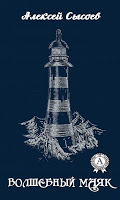 Алексей Сысоев
ВОЛШЕБНЫЙ МАЯК